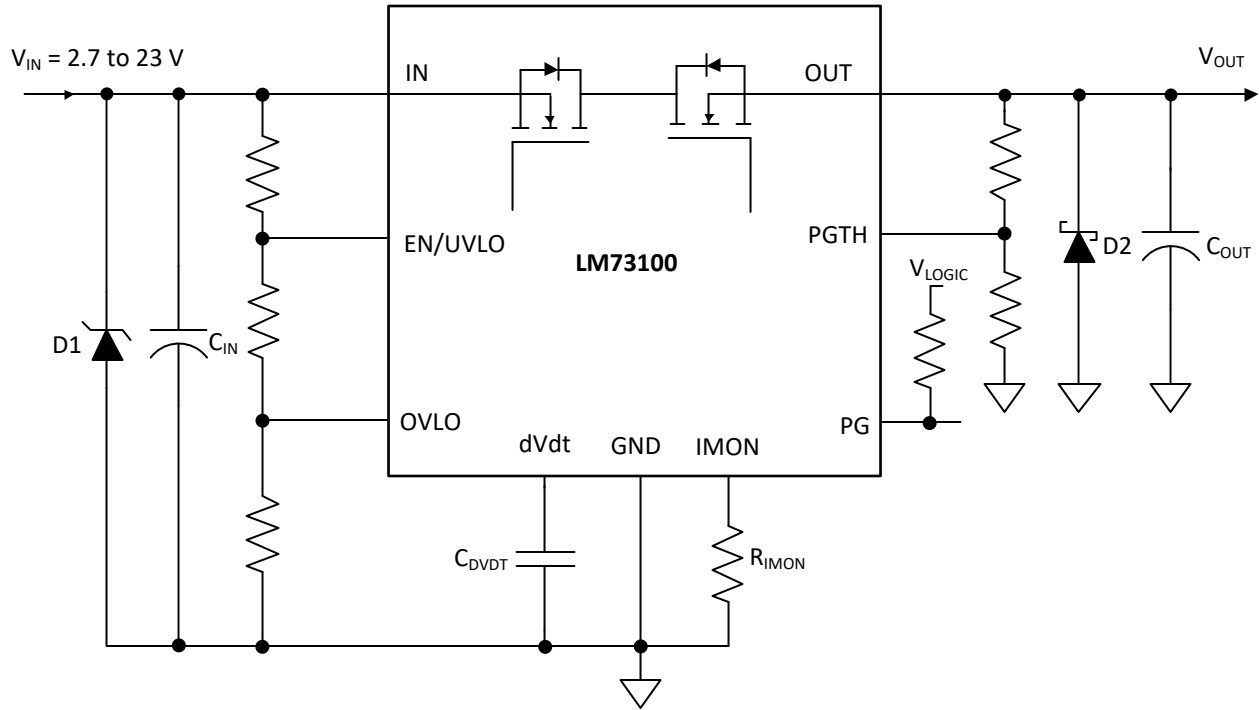 V_IN = 2.7 to 23 V
IN
OUT
V_OUT
EN/UVLO
PGTH
LM73100
V_LOGIC
D2
C_OUT
D1
C_IN
OVLO
PG
dVdt
GND
IMON
C_DVDT
R_IMON